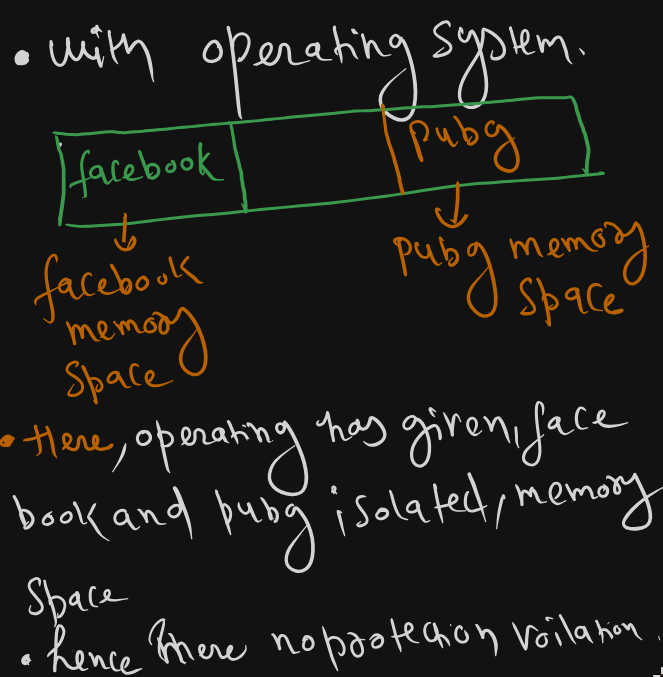 • with operating system.
facebook
pubg
facebook
memory
space
pubg memory
space
• Here, operating has given, face
book and pubg isolated, memory
space
• hence there no protection voilation.